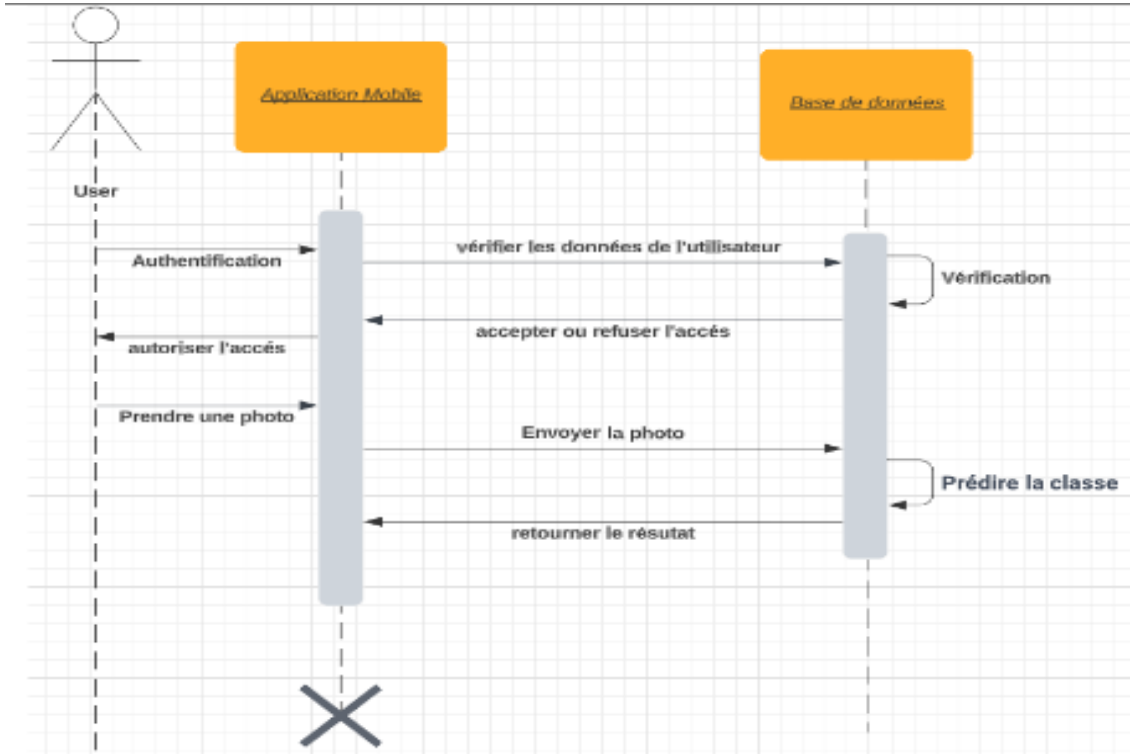 Application Mobile
Base de données
User
Authentification
vérifier les données de l'utilisateur
Vérification
accepter ou refuser l'accés
autoriser l'accés
Prendre une photo
Envoyer la photo
Prédire la classe
retourner le résutat